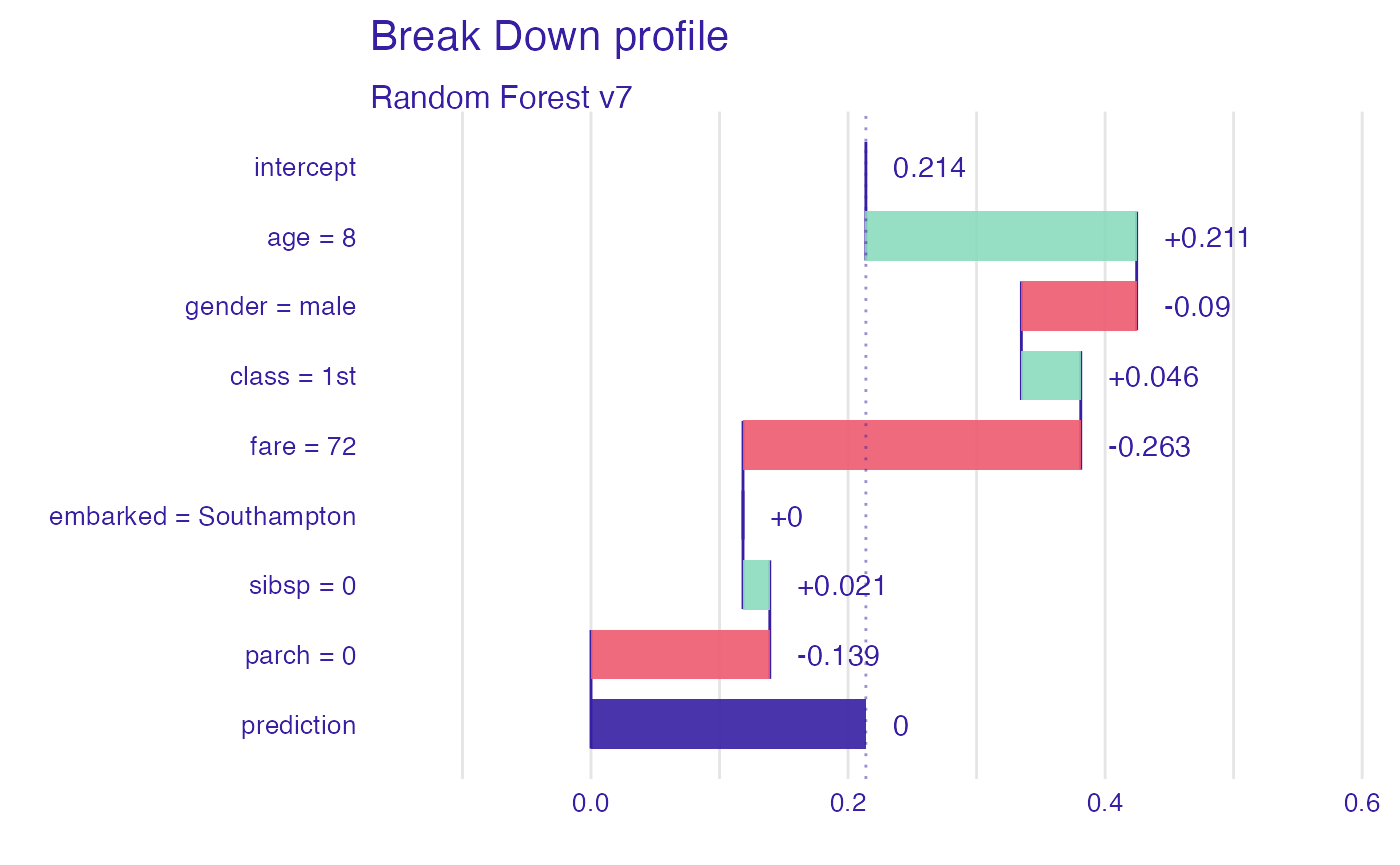 Break Down profile
Random Forest v7
intercept 0.214
age = 8 +0.211
gender = male -0.09
class = 1st +0.046
fare = 72 -0.263
embarked = Southampton +0
sibsp = 0 +0.021
parch = 0 -0.139
prediction 0
0.0 0.2 0.4 0.6